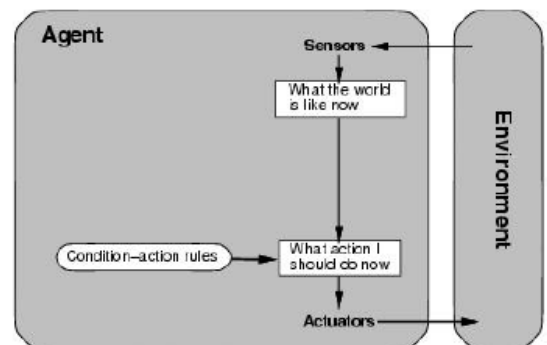 Agent
Sensors
What the world
is like now
Environment
Condition–action rules
What action I
should do now
Actuators